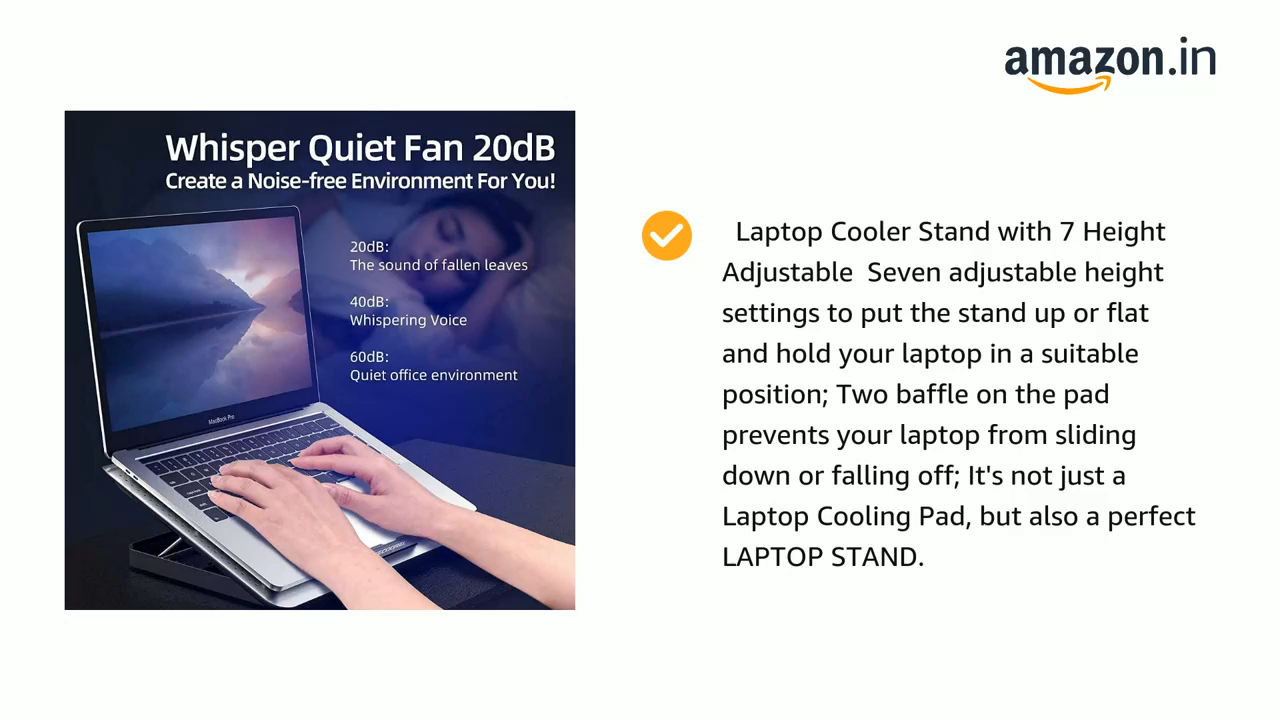 amazon.in
Whisper Quiet Fan 20dB
Create a Noise-free Environment For You!
20dB:
The sound of fallen leaves
40dB:
Whispering Voice
60dB:
Quiet office environment
MacBook Pro
Laptop Cooler Stand with 7 Height
Adjustable  Seven adjustable height
settings to put the stand up or flat
and hold your laptop in a suitable
position; Two baffle on the pad
prevents your laptop from sliding
down or falling off; It's not just a
Laptop Cooling Pad, but also a perfect
LAPTOP STAND.